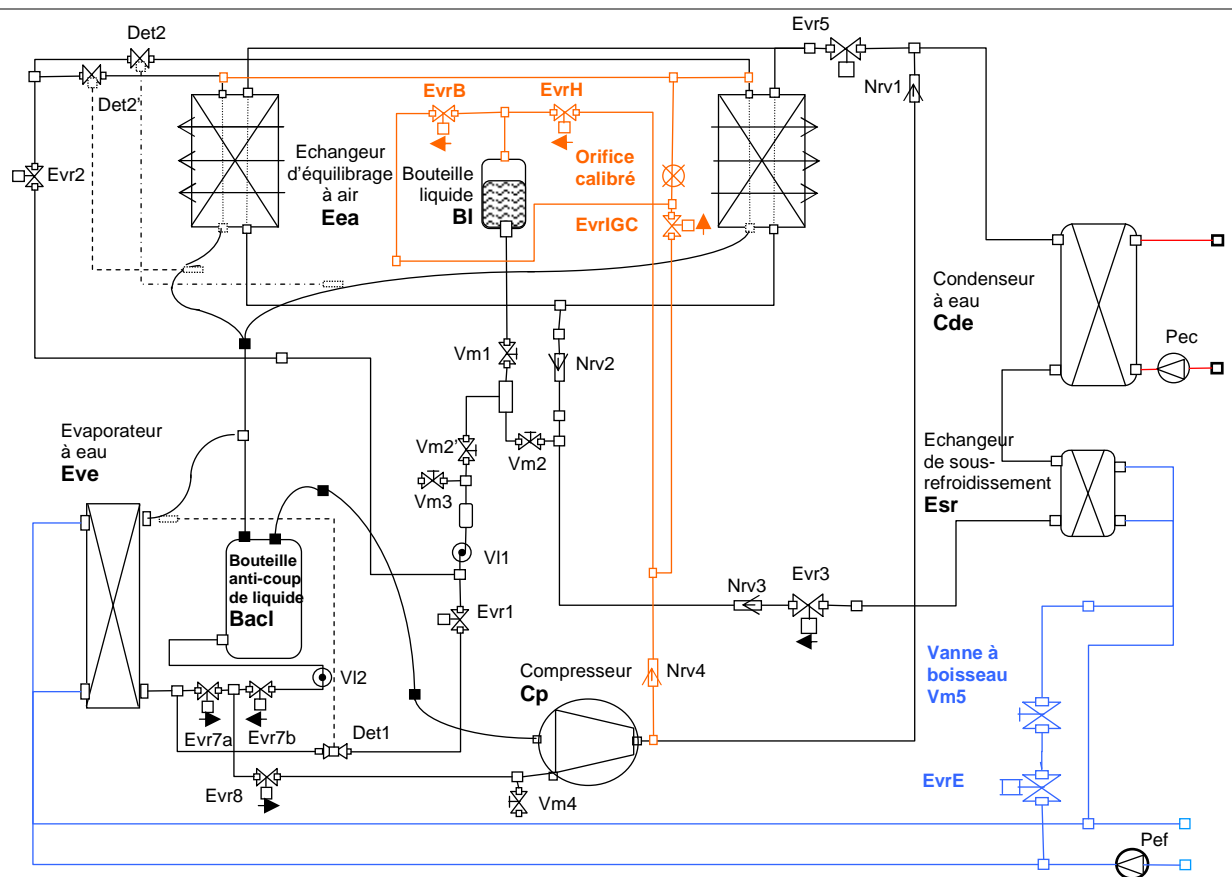 Det2
Evr5
Det2'
Nrv1
EvrB
EvrH
Evr2
Echangeur
d'équilibrage
à air
Eea
Bouteille
liquide
Bl
Orifice
calibré
EvrIGC
Condenseur
à eau
Cde
Pec
Vm1
Nrv2
Evaporateur
à eau
Eve
Vm2'
Vm2
Vm3
Echangeur
de sous-
refroidissement
Esr
Bouteille
anti-coup
de liquide
Bacl
Vl1
Evr1
Nrv3
Evr3
Vl2
Compresseur
Cp
Nrv4
Vanne à
boisseau
Vm5
Evr7a
Evr7b
Det1
Evr8
Vm4
EvrE
Pef